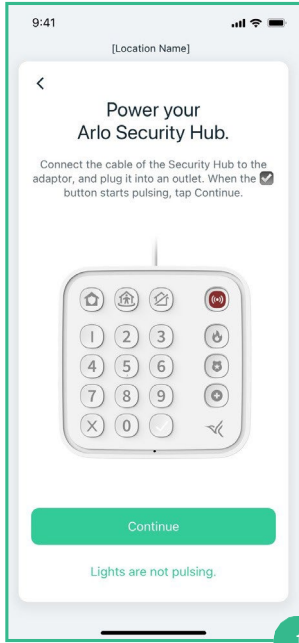 9:41
[Location Name]
Power your
Arlo Security Hub.
Connect the cable of the Security Hub to the
adaptor, and plug it into an outlet. When the
button starts pulsing, tap Continue.
1 2 3
4 5 6
7 8 9
X 0
Continue
Lights are not pulsing.